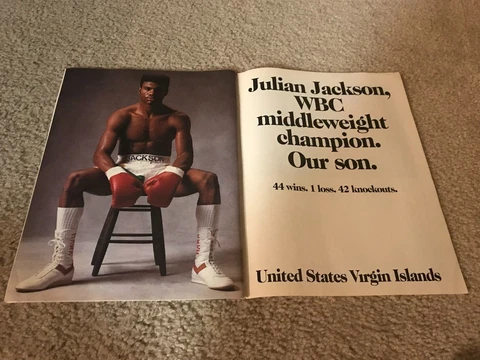 JACKSON
Julian Jackson,
WBC
middleweight
champion.
Our son.
44 wins. 1 loss. 42 knockouts.
United States Virgin Islands